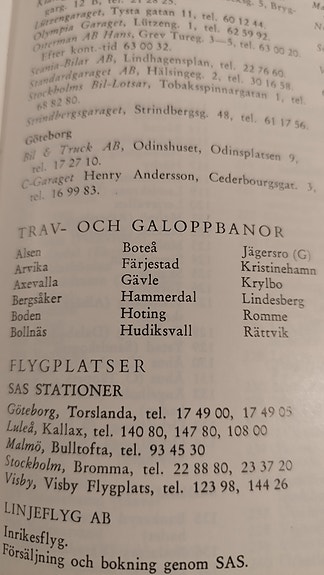 garg. 12 B, tel. 21 28 25.
Lützengaraget, Tysta gatan 11, tel. 60 12 44.
Olympia Garaget, Lützeng. 1, tel. 62 59 92.
Osterman AB Hans, Grev Tureg. 3—5, tel. 63 00 20.
Efter kont.-tid 63 00 32.
Scania-Bilar AB, Lindhagensplan, tel. 22 76 60.
Standardgaraget AB, Hälsingeg. 2, tel. 30 16 58.
Stockholms Bil-Lotsar, Tobaksspinnargatan 1, tel.
68 82 80.
Strindbergsgaraget, Strindbergsg. 48, tel. 61 17 56.
Göteborg
Bil & Truck AB, Odinshuset, Odinsplatsen 9,
tel. 17 27 10.
C-Garaget Henry Andersson, Cederbourgsgat. 3,
tel. 16 99 83.
TRAV- OCH GALOPPBANOR
Alsen Boteå Jägersro (G)
Arvika Färjestad Kristinehamn
Axevalla Gävle Krylbo
Bergsåker Hammerdal Lindesberg
Boden Hoting Romme
Bollnäs Hudiksvall Rättvik
FLYGPLATSER
SAS STATIONER
Göteborg, Torslanda, tel. 17 49 00, 17 49 05
Luleå, Kallax, tel. 140 80, 147 80, 108 00
Malmö, Bulltofta, tel. 93 45 30
Stockholm, Bromma, tel. 22 88 80, 23 37 20
Visby, Visby Flygplats, tel. 123 98, 144 26
LINJEFLYG AB
Inrikesflyg.
Försäljning och bokning genom SAS.